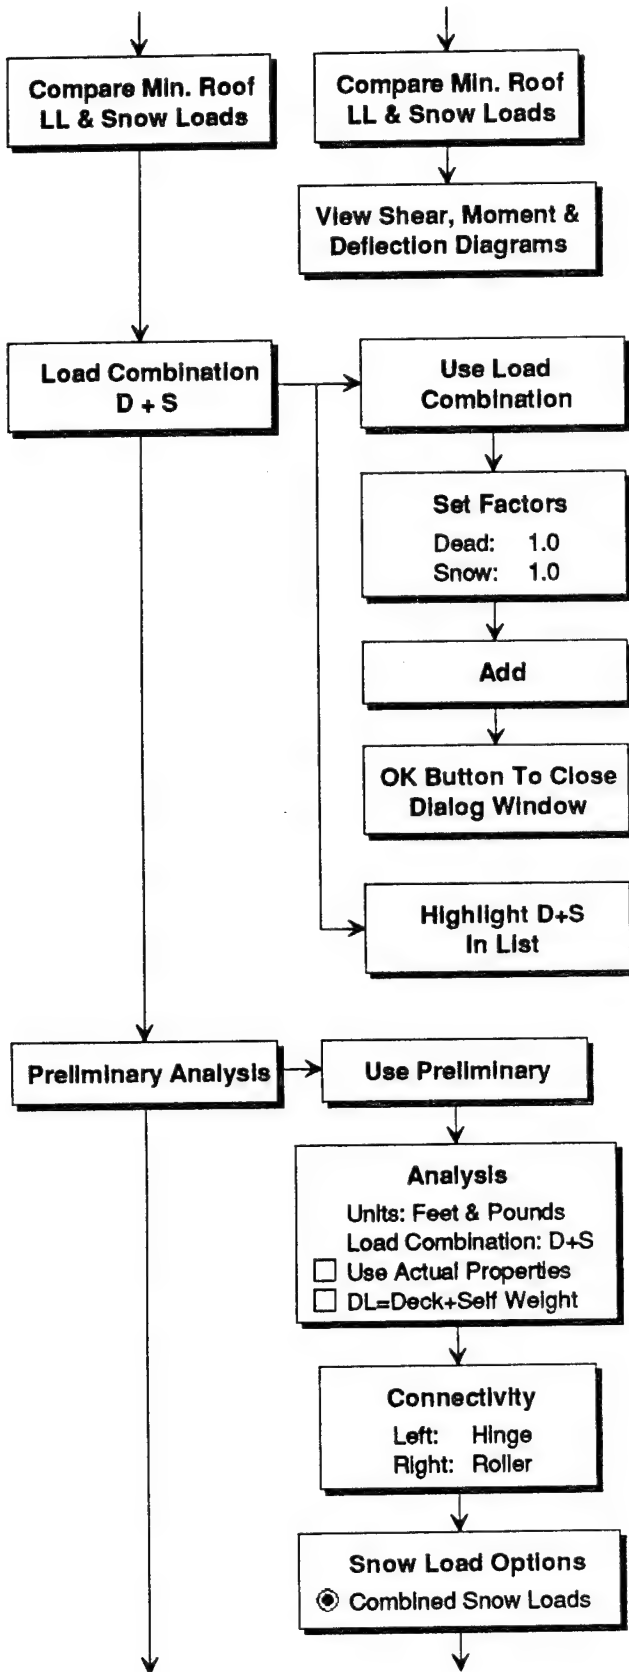 Compare Min. Roof
LL & Snow Loads
Compare Min. Roof
LL & Snow Loads
View Shear, Moment &
Deflection Diagrams
Load Combination
D + S
Use Load
Combination
Set Factors
Dead: 1.0
Snow: 1.0
Add
OK Button To Close
Dialog Window
Highlight D+S
In List
Preliminary Analysis
Use Preliminary
Analysis
Units: Feet & Pounds
Load Combination: D+S
Use Actual Properties
DL=Deck+Self Weight
Connectivity
Left: Hinge
Right: Roller
Snow Load Options
Combined Snow Loads